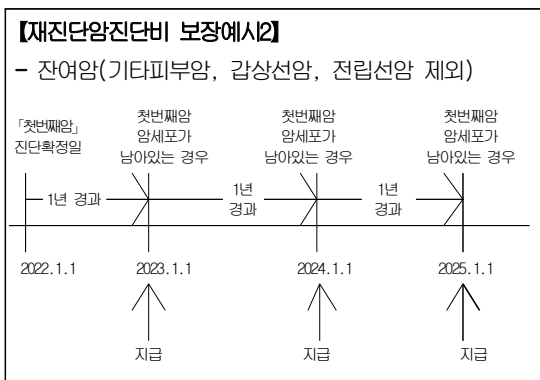 【재진단암진단비 보장예시2】
- 잔여암(기타피부암, 갑상선암, 전립선암 제외)
「첫번째암」
진단확정일
첫번째암
암세포가
남아있는 경우
첫번째암
암세포가
남아있는 경우
첫번째암
암세포가
남아있는 경우
1년 경과
1년
경과
1년
경과
2022.1.1
2023.1.1
2024.1.1
2025.1.1
지급
지급
지급